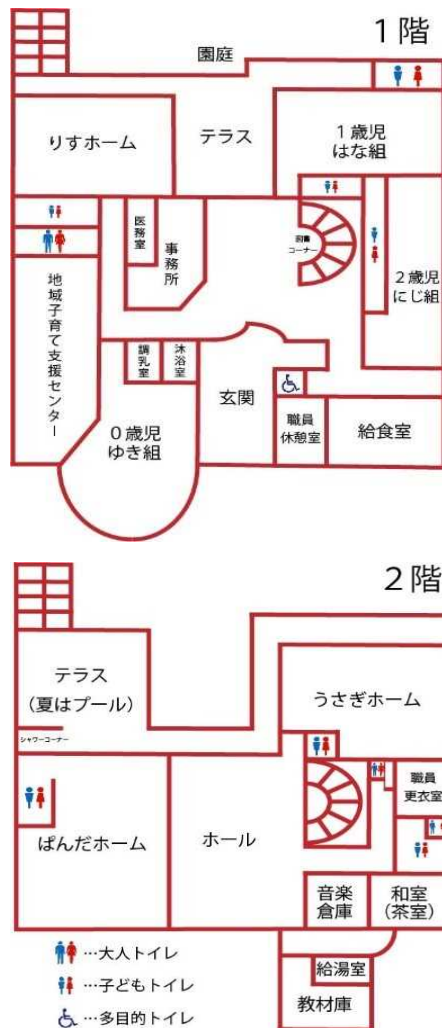 1階
園庭
りすホーム
テラス
1歳児
はな組
医務室
事務所
図書
コーナー
2歳児
にじ組
地域子育て支援センター
調乳室
沐浴室
0歳児
ゆき組
玄関
職員
休憩室
給食室
2階
テラス
(夏はプール)
シャワーコーナー
うさぎホーム
職員
更衣室
ぱんだホーム
ホール
音楽
倉庫
和室
(茶室)
給湯室
教材庫
…大人トイレ
…子どもトイレ
…多目的トイレ